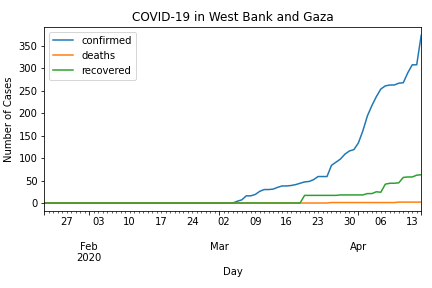 COVID-19 in West Bank and Gaza
confirmed
deaths
recovered
Number of Cases
350
300
250
200
150
100
50
0
27 03 10 17 24 02 09 16 23 30 06 13
Feb Mar Apr
2020
Day